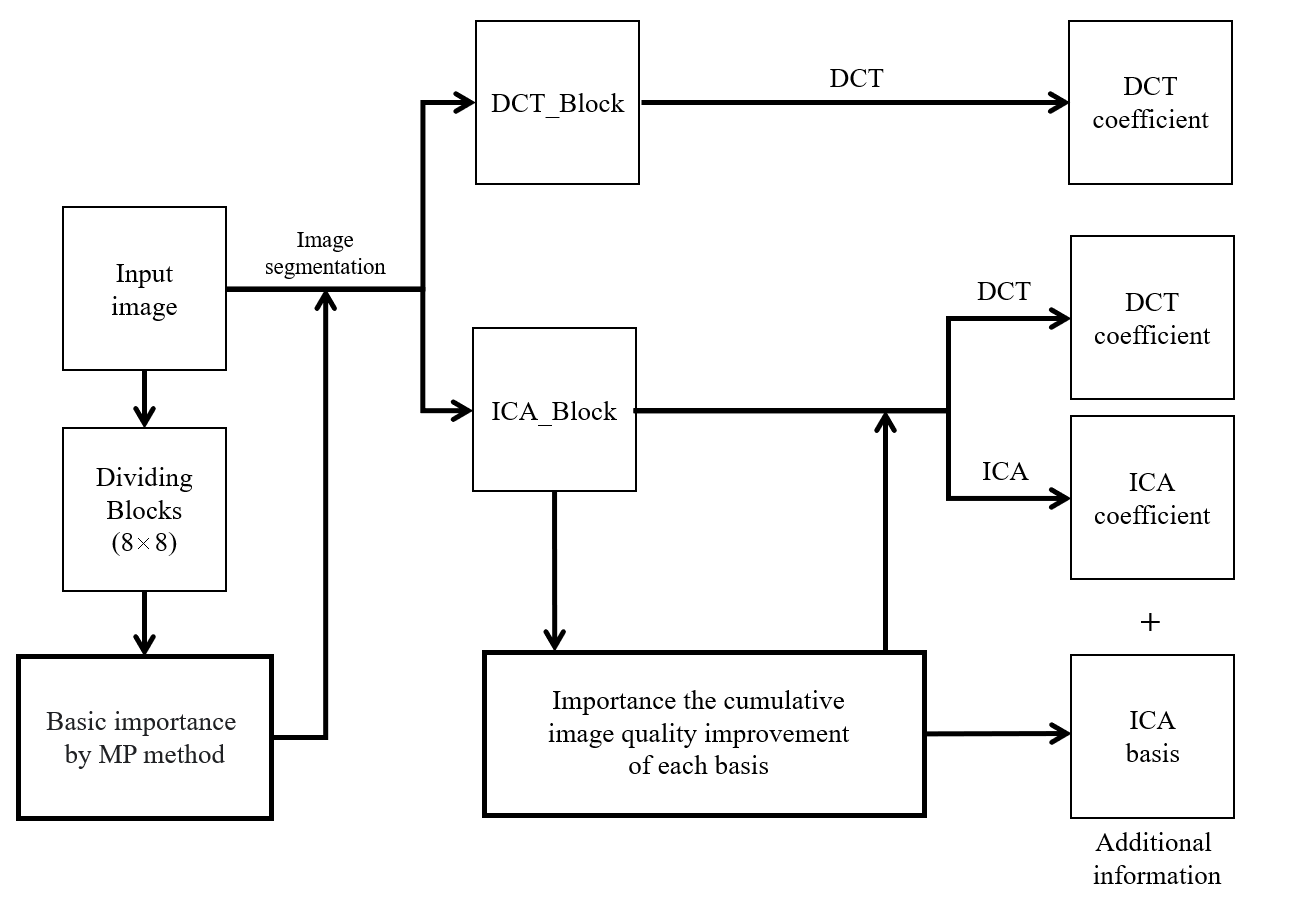 DCT_Block
DCT
DCT
coefficient
Input
image
Image
segmentation
ICA_Block
DCT
DCT
coefficient
ICA
ICA
coefficient
Dividing
Blocks
(8×8)
+
Basic importance
by MP method
Importance the cumulative
image quality improvement
of each basis
ICA
basis
Additional
information